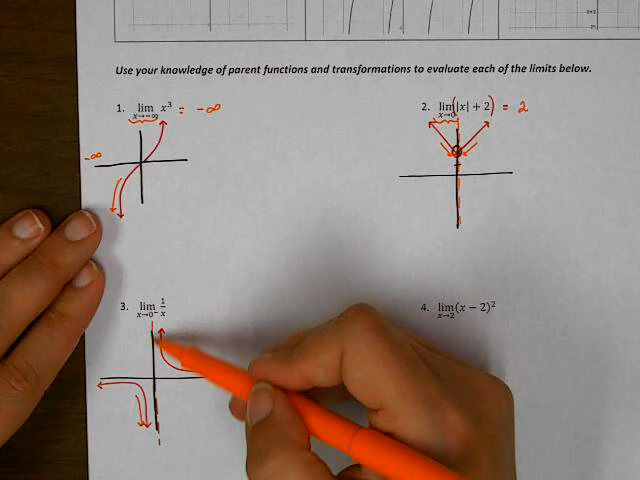 Use your knowledge of parent functions and transformations to evaluate each of the limits below.
1. lim x→-∞ x³ = -∞
2. lim x→0 (|x| + 2) = 2
-∞
3. lim x→0⁻ 1/x
4. lim x→2 (x − 2)²